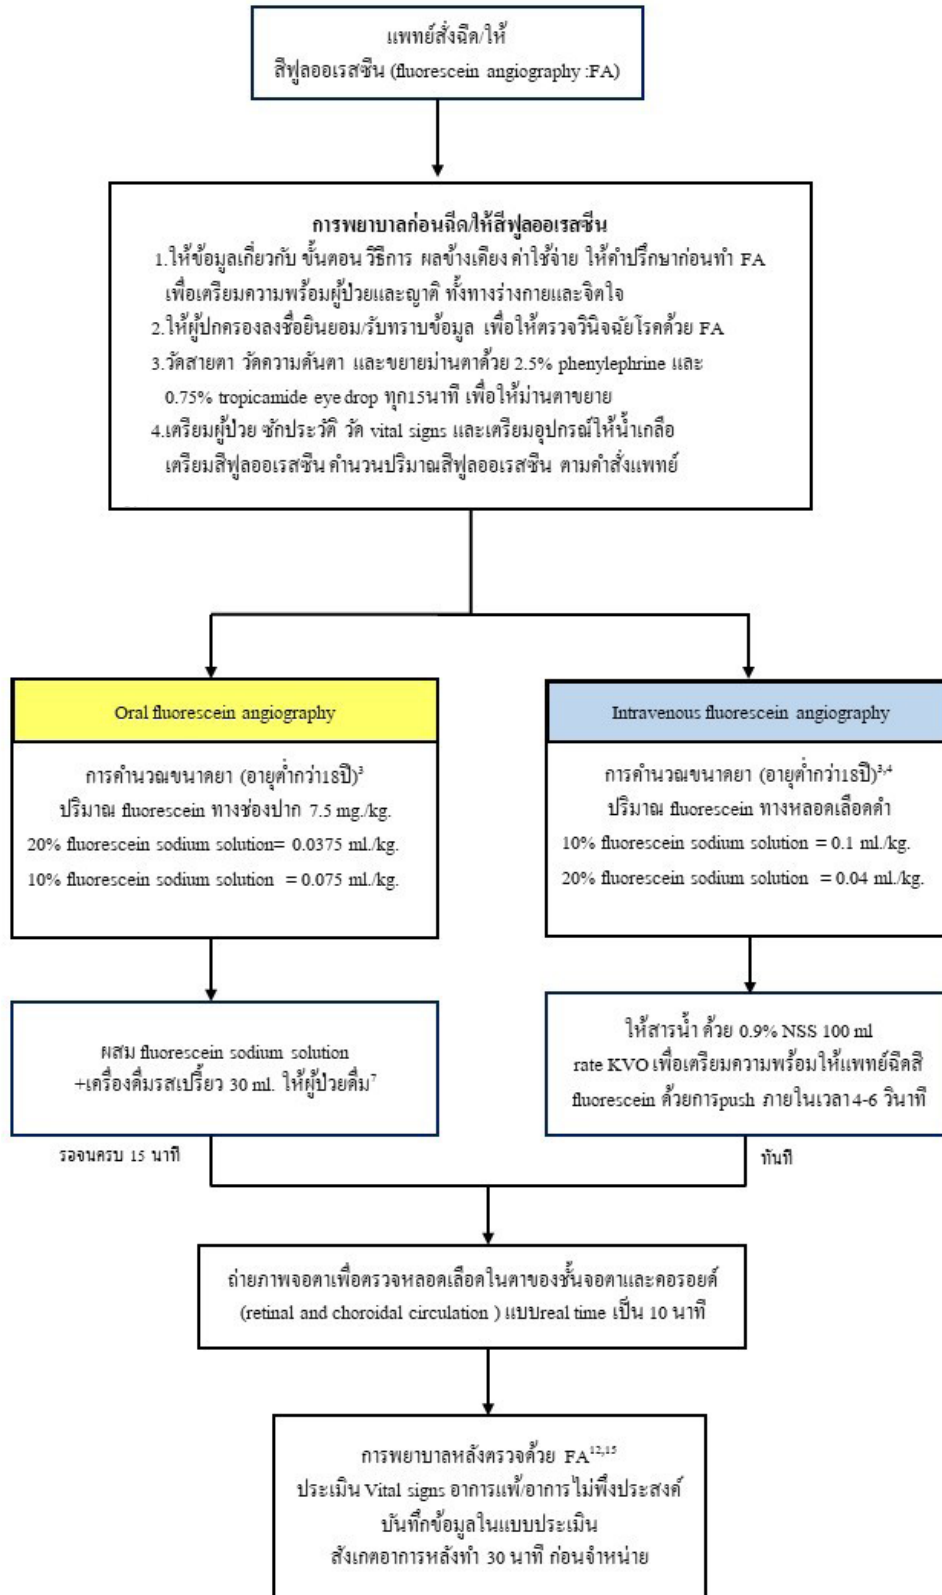 แพทย์สั่งฉีด/ให้
สีฟูลออเรสซีน (fluorescein angiography :FA)
การพยาบาลก่อนฉีด/ให้สีฟูลออเรสซีน
1.ให้ข้อมูลเกี่ยวกับ ขั้นตอน วิธีการ ผลข้างเคียง ค่าใช้จ่าย ให้คำปรึกษาก่อนทำ FA
เพื่อเตรียมความพร้อมผู้ป่วยและญาติ ทั้งทางร่างกายและจิตใจ
2.ให้ผู้ปกครองลงชื่อยินยอม/รับทราบข้อมูล เพื่อให้ตรวจวินิจฉัยโรคด้วย FA
3.วัดสายตา วัดความดันตา และขยายม่านตาด้วย 2.5% phenylephrine และ
0.75% tropicamide eye drop ทุก15นาที เพื่อให้ม่านตาขยาย
4.เตรียมผู้ป่วย ซักประวัติ วัด vital signs และเตรียมอุปกรณ์ให้น้ำเกลือ
เตรียมสีฟูลออเรสซีน คำนวนปริมาณสีฟูลออเรสซีน ตามคำสั่งแพทย์
Oral fluorescein angiography
การคำนวณขนาดยา (อายุต่ำกว่า18ปี)³
ปริมาณ fluorescein ทางช่องปาก 7.5 mg./kg.
20% fluorescein sodium solution= 0.0375 ml./kg.
10% fluorescein sodium solution = 0.075 ml./kg.
Intravenous fluorescein angiography
การคำนวณขนาดยา (อายุต่ำกว่า18ปี)³,⁴
ปริมาณ fluorescein ทางหลอดเลือดดำ
10% fluorescein sodium solution = 0.1 ml./kg.
20% fluorescein sodium solution = 0.04 ml./kg.
ผสม fluorescein sodium solution
+เครื่องดื่มรสเปรี้ยว 30 ml. ให้ผู้ป่วยดื่ม⁷
ให้สารน้ำ ด้วย 0.9% NSS 100 ml
rate KVO เพื่อเตรียมความพร้อมให้แพทย์ฉีดสี
fluorescein ด้วยการpush ภายในเวลา4-6 วินาที
รอจนครบ 15 นาที
ทันที
ถ่ายภาพจอตาเพื่อตรวจหลอดเลือดในตาของชั้นจอตาและคอรอยด์
(retinal and choroidal circulation ) แบบreal time เป็น 10 นาที
การพยาบาลหลังตรวจด้วย FA¹²,¹⁵
ประเมิน Vital signs อาการแพ้/อาการไม่พึงประสงค์
บันทึกข้อมูลในแบบประเมิน
สังเกตอาการหลังทำ 30 นาที ก่อนจำหน่าย